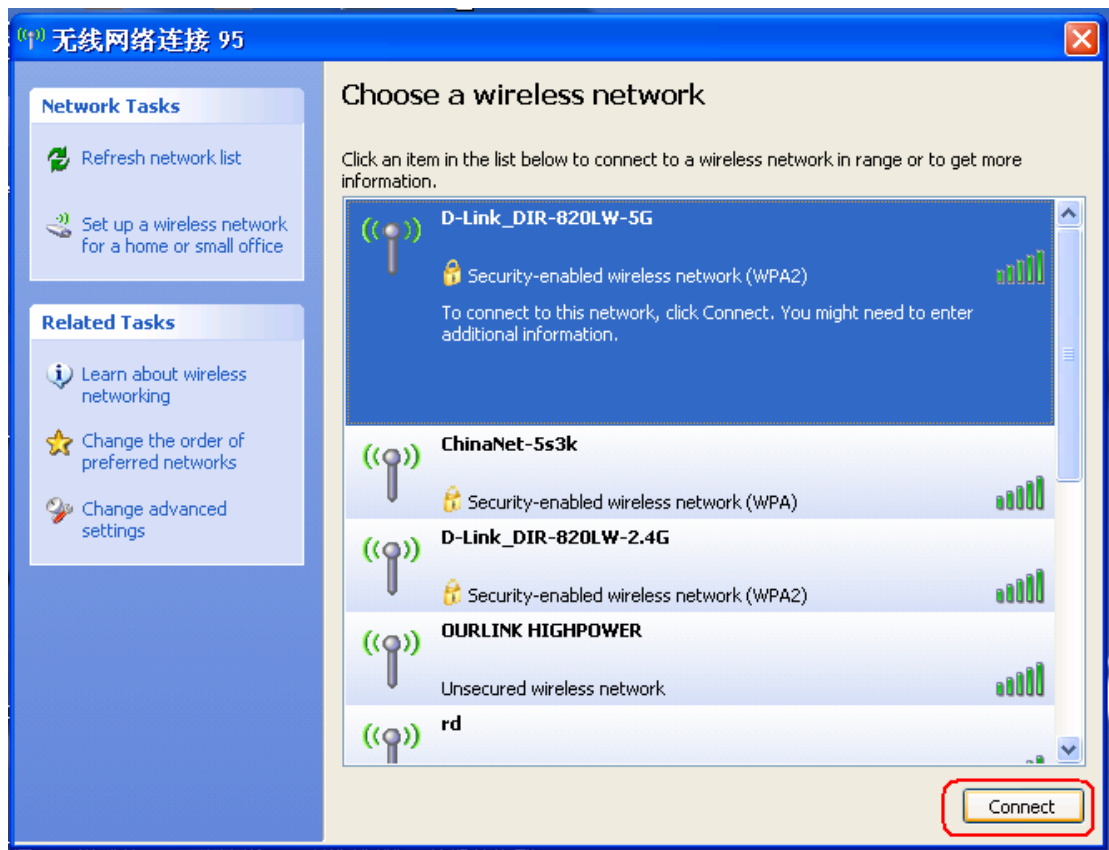 无线网络连接 95
Network Tasks
Refresh network list
Set up a wireless network
for a home or small office
Related Tasks
Learn about wireless
networking
Change the order of
preferred networks
Change advanced
settings
Choose a wireless network
Click an item in the list below to connect to a wireless network in range or to get more
information.
D-Link_DIR-820LW-5G
Security-enabled wireless network (WPA2)
To connect to this network, click Connect. You might need to enter
additional information.
ChinaNet-5s3k
Security-enabled wireless network (WPA)
D-Link_DIR-820LW-2.4G
Security-enabled wireless network (WPA2)
OURLINK HIGHPOWER
Unsecured wireless network
rd
Connect